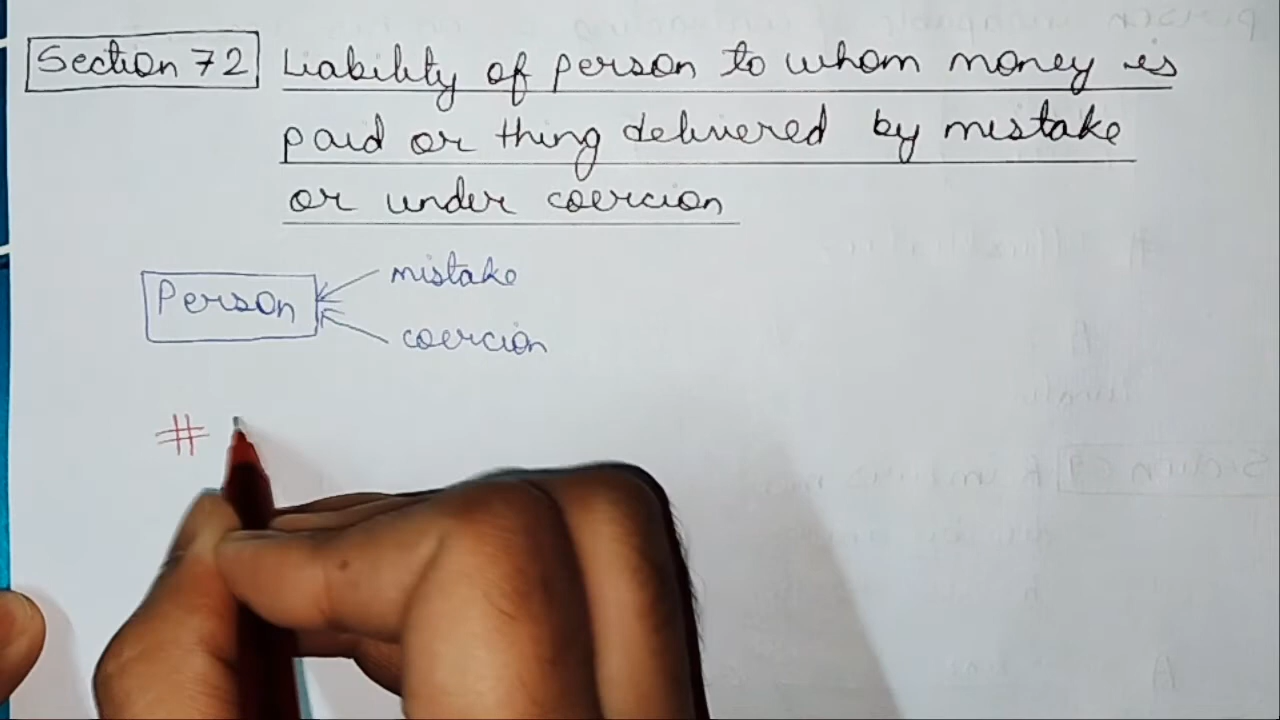 Section 72 Liability of person to whom money is
paid or thing delivered by mistake
or under coercion
Person
mistake
coercion
#